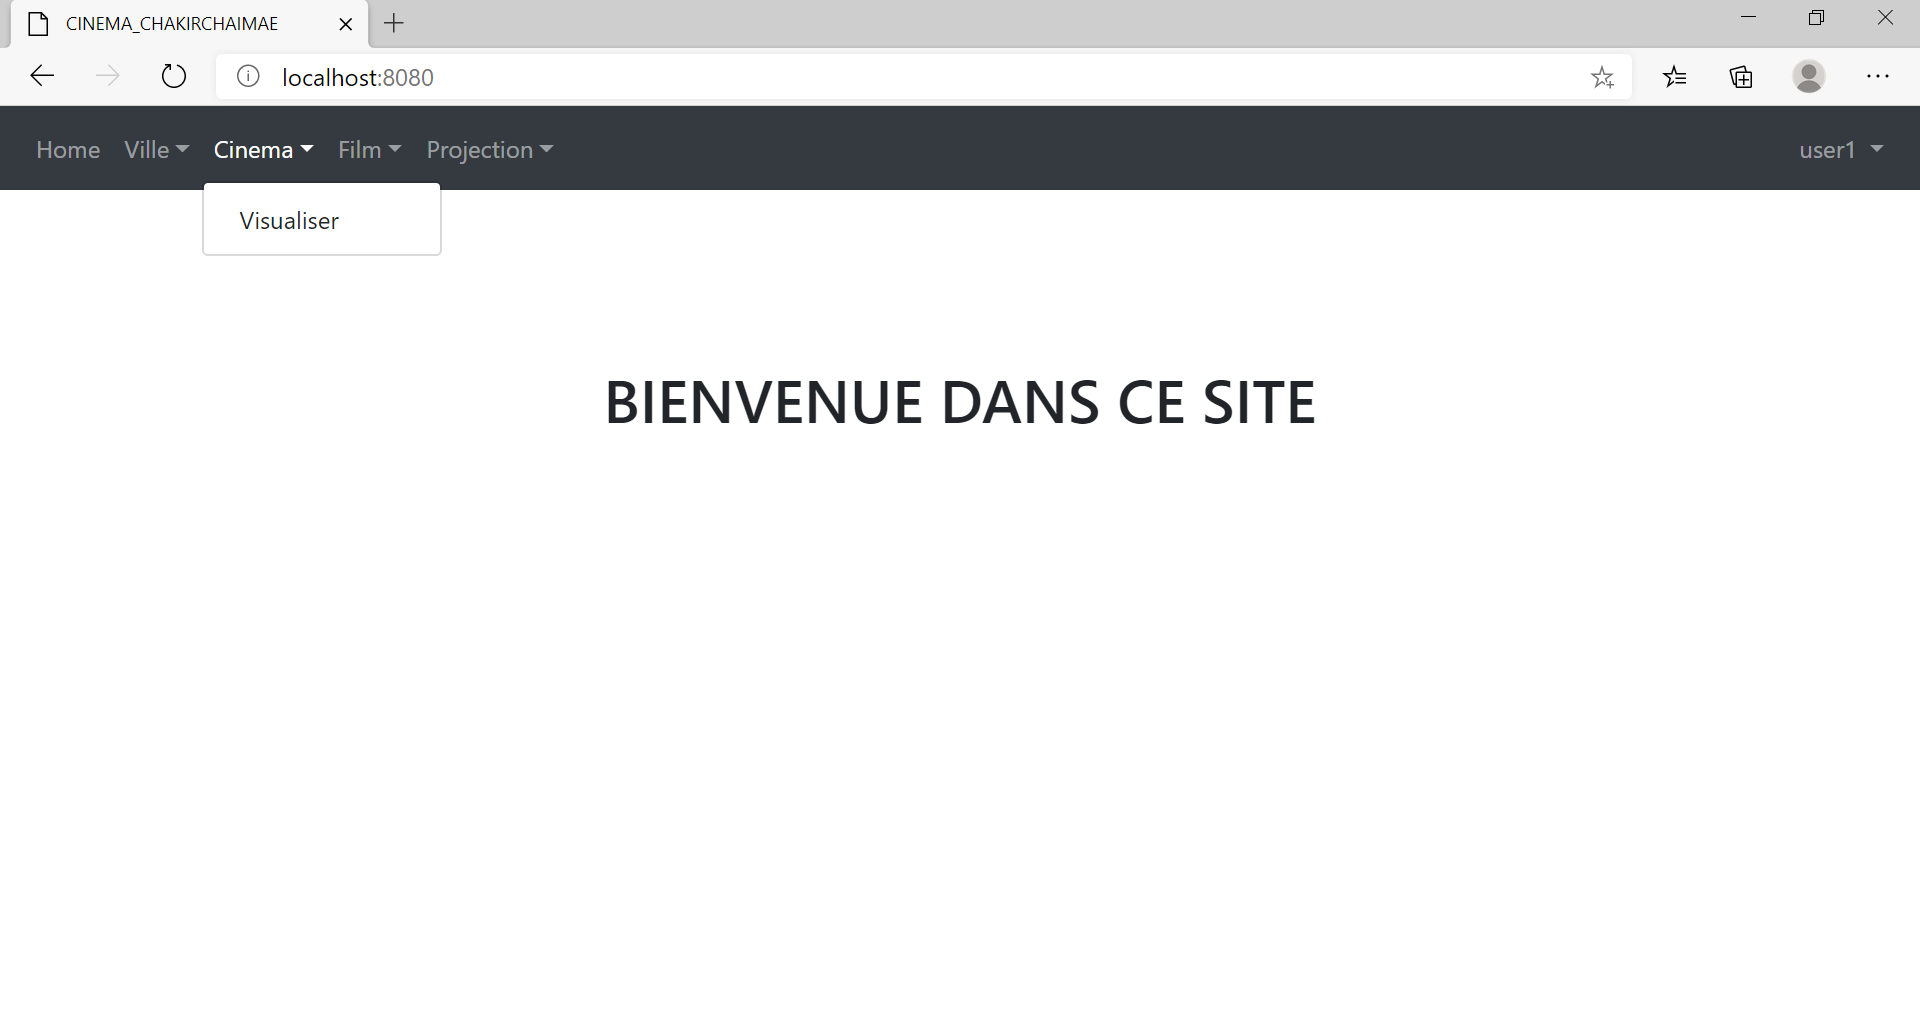 CINEMA_CHAKIRCHAIMAE
localhost:8080
Home Ville Cinema Film Projection user1
Visualiser
BIENVENUE DANS CE SITE